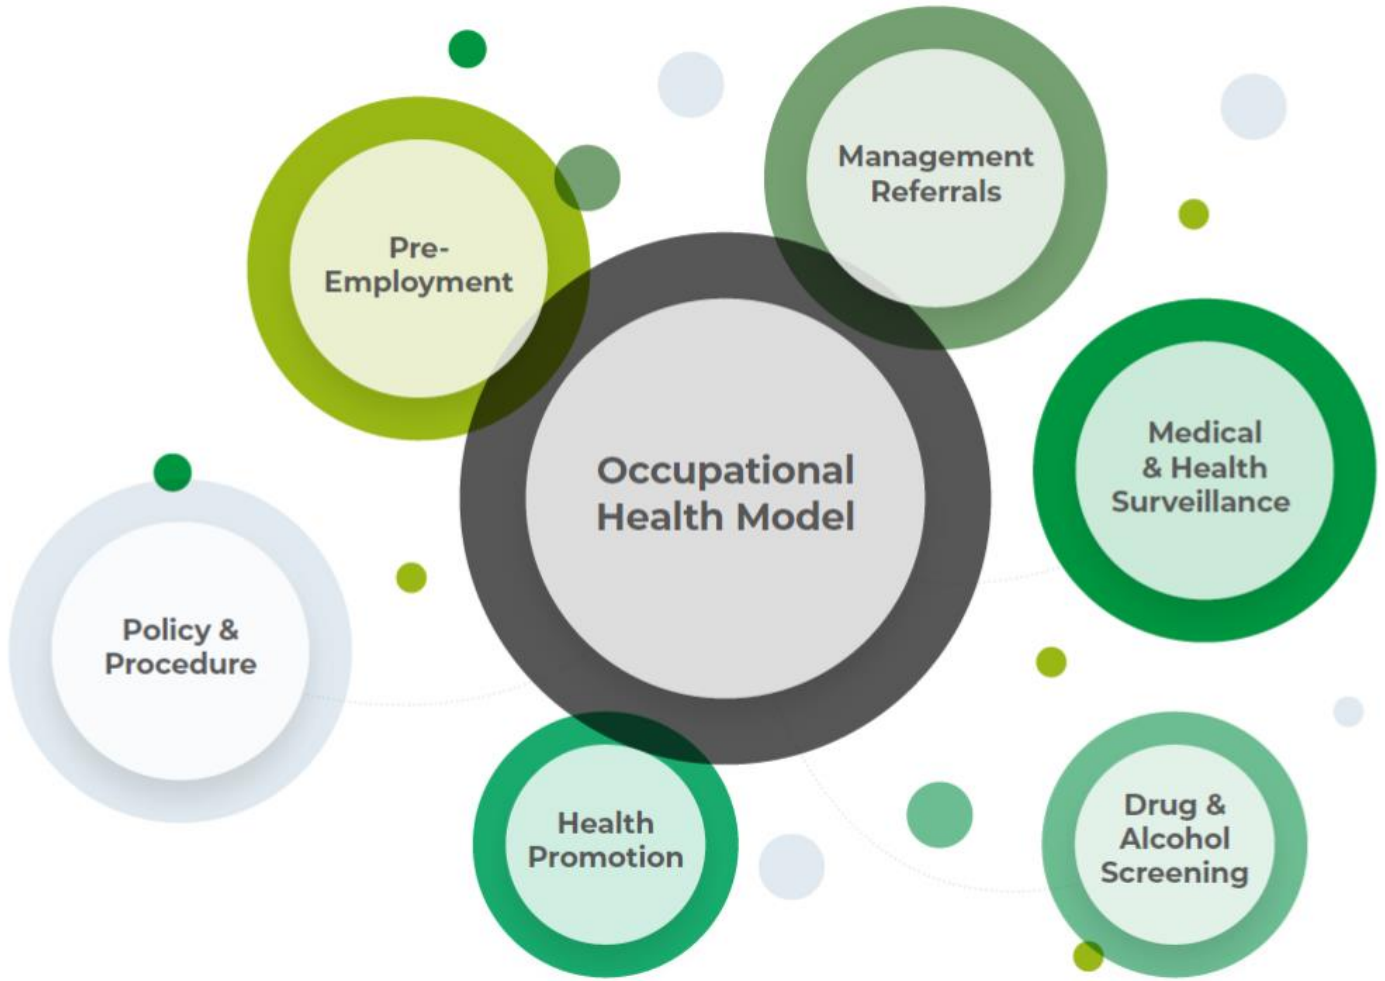 Management
Referrals
Pre-
Employment
Medical
& Health
Surveillance
Occupational
Health Model
Policy &
Procedure
Health
Promotion
Drug &
Alcohol
Screening